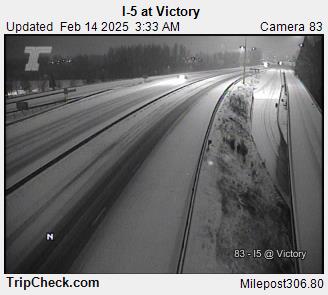 I-5 at Victory
Updated Feb 14 2025 3:33 AM Camera 83
T
N
83 - I5 @ Victory
TripCheck.com Milepost306.80